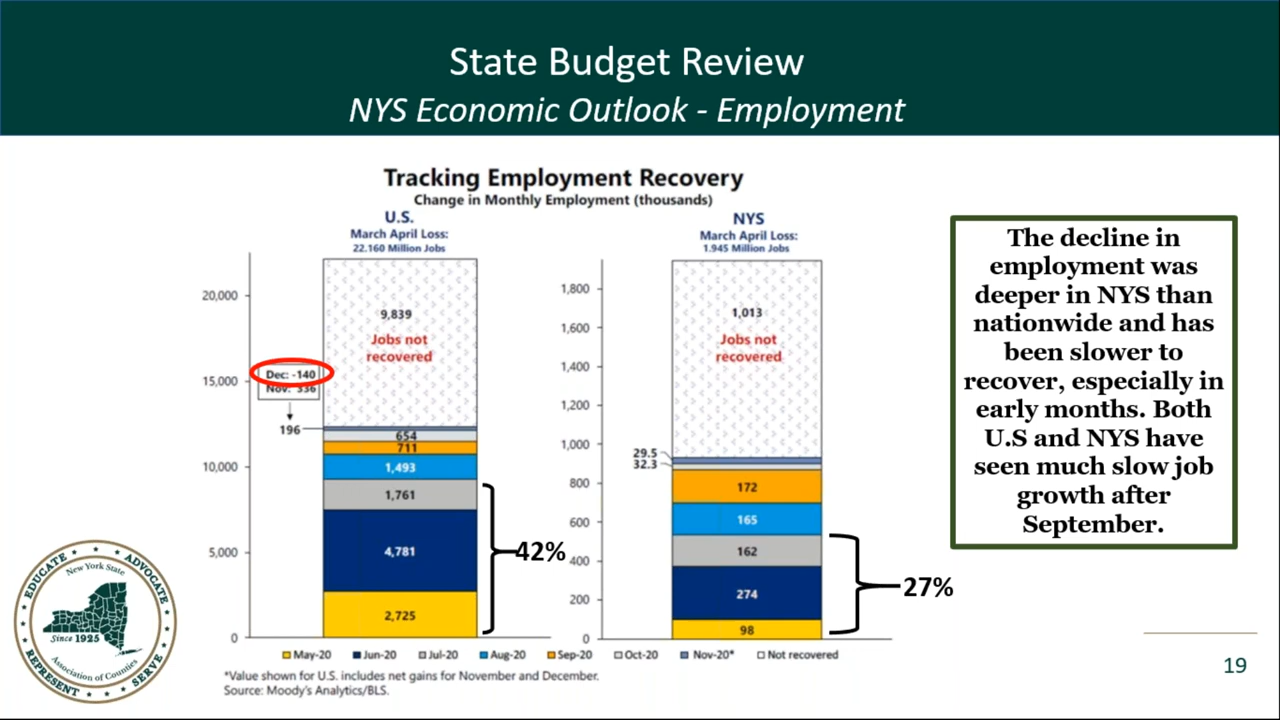 State Budget Review
NYS Economic Outlook - Employment
Tracking Employment Recovery
Change in Monthly Employment (thousands)
U.S.
March April Loss:
22.160 Million Jobs
20,000
15,000
10,000
5,000
0
9,839
Jobs not
recovered
Dec: -140
Nov: 336
196
654
711
1,493
1,761
4,781
2,725
42%
NYS
March April Loss:
1.945 Million Jobs
1,800
1,600
1,400
1,200
1,000
800
600
400
200
0
1,013
Jobs not
recovered
29.5
32.3
172
165
162
274
98
27%
May-20 Jun-20 Jul-20 Aug-20 Sep-20 Oct-20 Nov-20* Not recovered
*Value shown for U.S. includes net gains for November and December.
Source: Moody's Analytics/BLS.
The decline in
employment was
deeper in NYS than
nationwide and has
been slower to
recover, especially in
early months. Both
U.S and NYS have
seen much slow job
growth after
September.
EDUCATE
ADVOCATE
REPRESENT
SERVE
New York State
Since 1925
Association of Counties
19